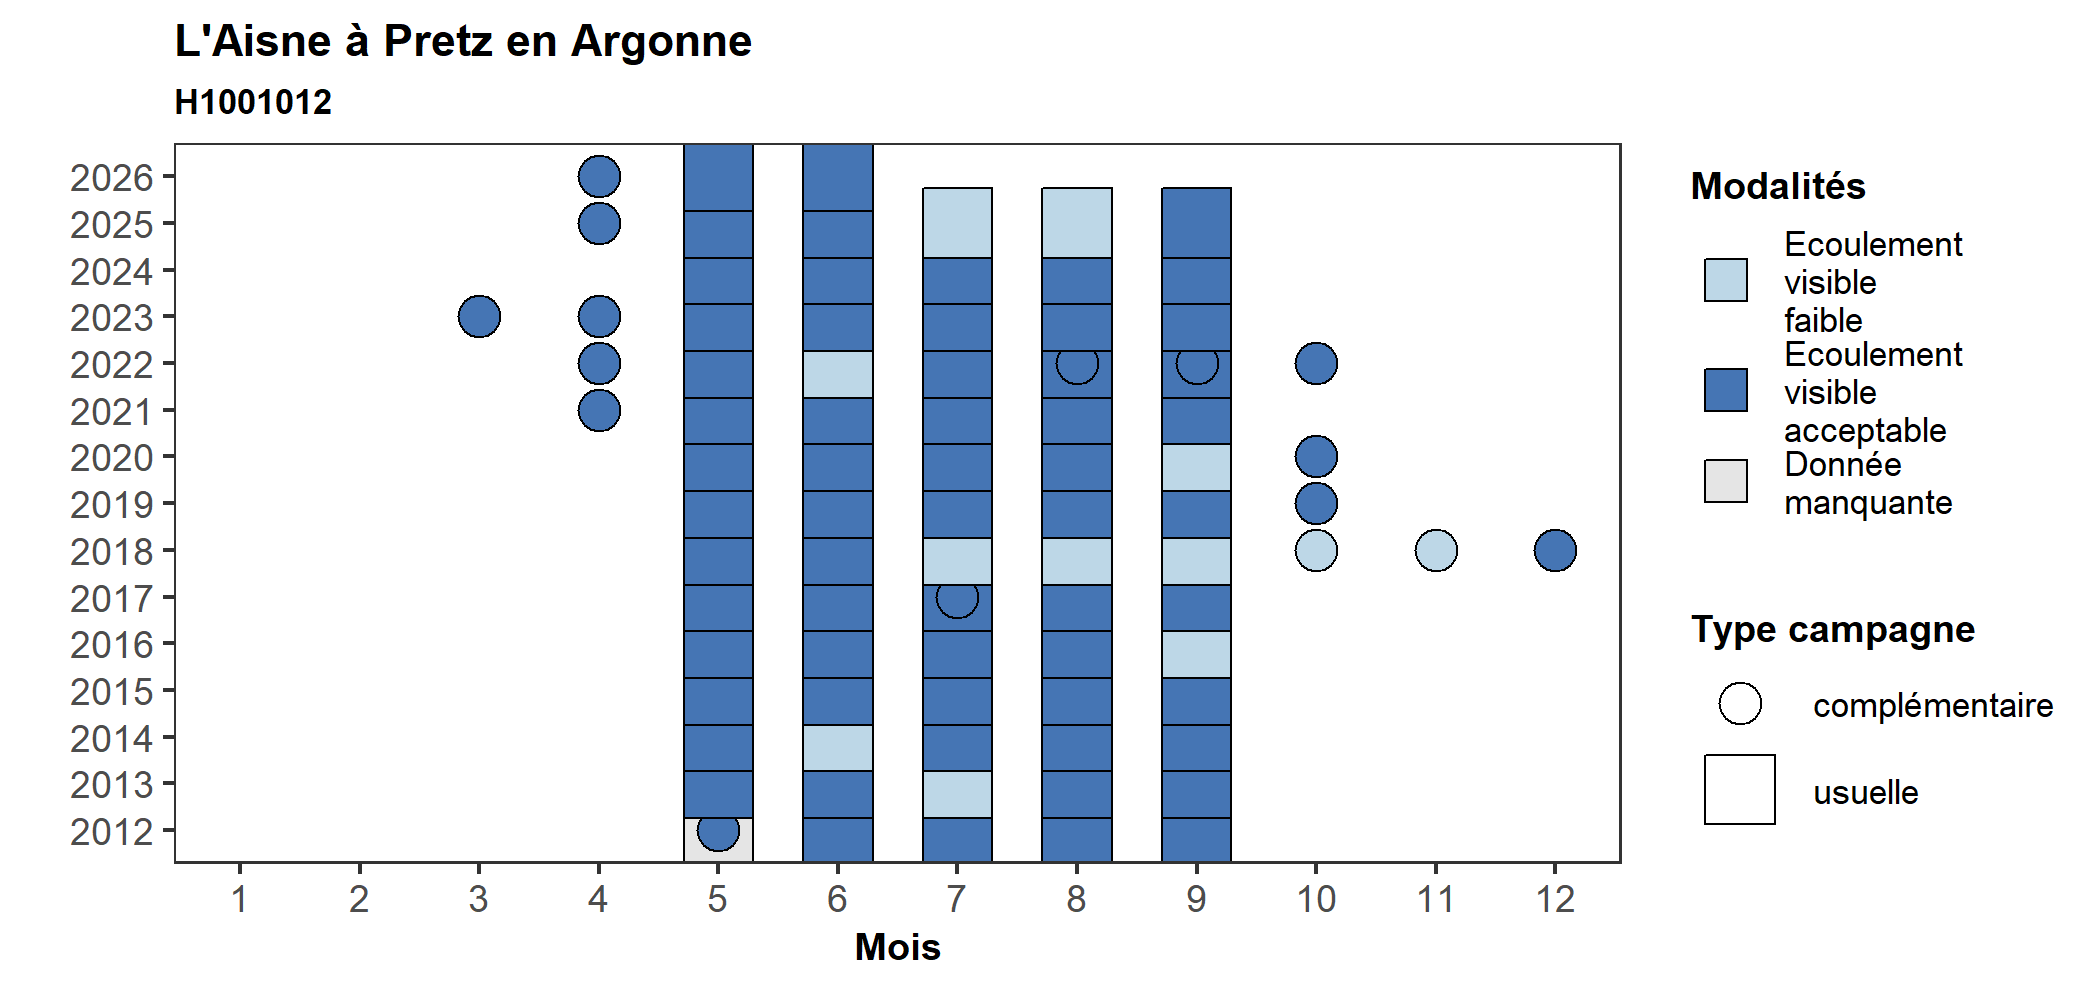 L'Aisne à Pretz en Argonne
H1001012
2026
2025
2024
2023
2022
2021
2020
2019
2018
2017
2016
2015
2014
2013
2012
1 2 3 4 5 6 7 8 9 10 11 12
Mois
Modalités
Ecoulement
visible
faible
Ecoulement
visible
acceptable
Donnée
manquante
Type campagne
complémentaire
usuelle